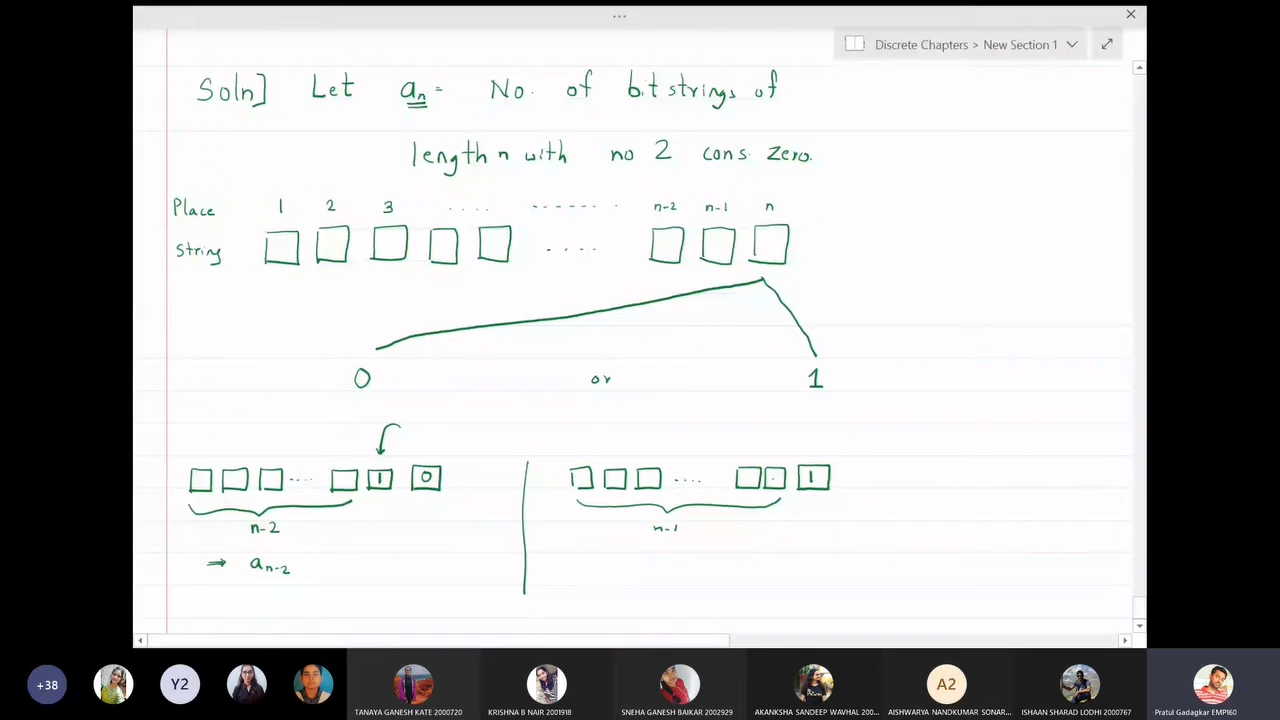 Discrete Chapters > New Section 1
Soln] Let an = No. of bit strings of
length n with no 2 cons. zero.
Place 1 2 3 ..... ------- n-2 n-1 n
String ....
0 or 1
.... 1 0
.... 1
n-2
n-1
⇒ an-2
+38
Y2
A2
TANAYA GANESH KATE 2000720
KRISHNA B NAIR 2001918
SNEHA GANESH BAIKAR 2002929
AKANKSHA SANDEEP WAVHAL 200...
AISHWARYA NANDKUMAR SONAR...
ISHAAN SHARAD LODHI 2000767
Pratul Gadagkar EMP160